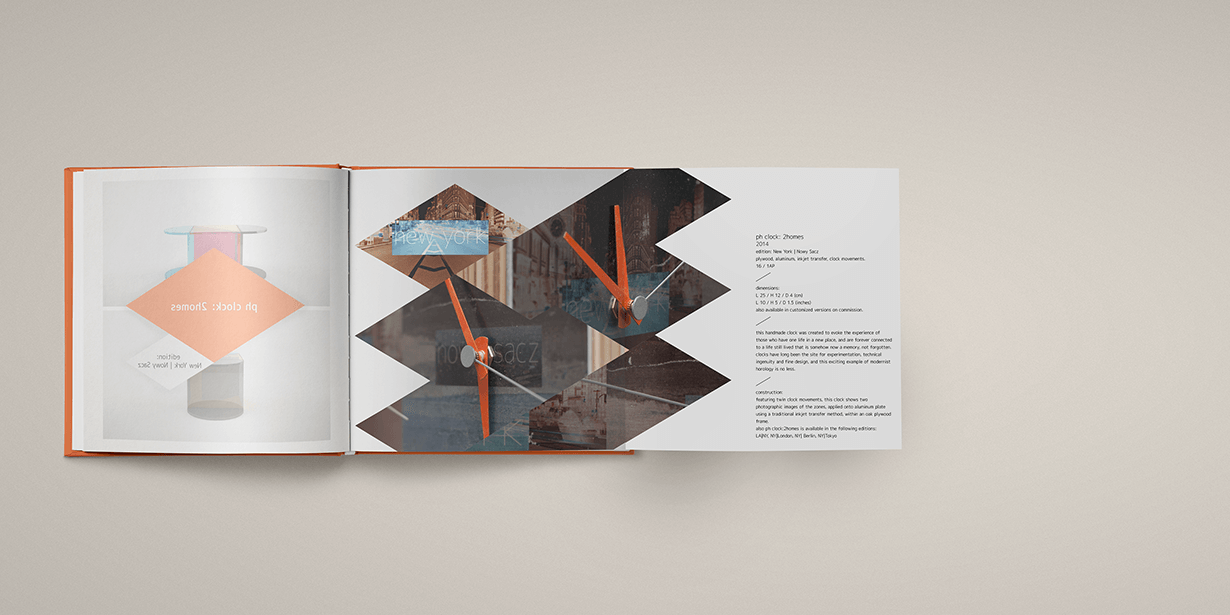 ph clock: 2homes
edition:
New York | Nowy Sacz
new york
nowy sacz
ph clock: 2homes
2014
edition: New York | Nowy Sacz
plywood, aluminum, inkjet transfer, clock movements.
16 / 1AP
dimensions:
L 25 / H 12 / D 4 (cm)
L 10 / H 5 / D 1.5 (inches)
also available in customized versions on commission.
this handmade clock was created to evoke the experience of
those who have one life in a new place, and are forever connected
to a life still lived that is somehow now a memory, not forgotten.
clocks have long been the site for experimentation, technical
ingenuity and fine design, and this exciting example of modernist
horology is no less.
construction:
featuring twin clock movements, this clock shows two
photographic images of the zones, applied onto aluminum plate
using a traditional inkjet transfer method, within an oak plywood
frame.
also ph clock:2homes is available in the following editions:
LA|NY, NY|London, NY| Berlin, NY|Tokyo